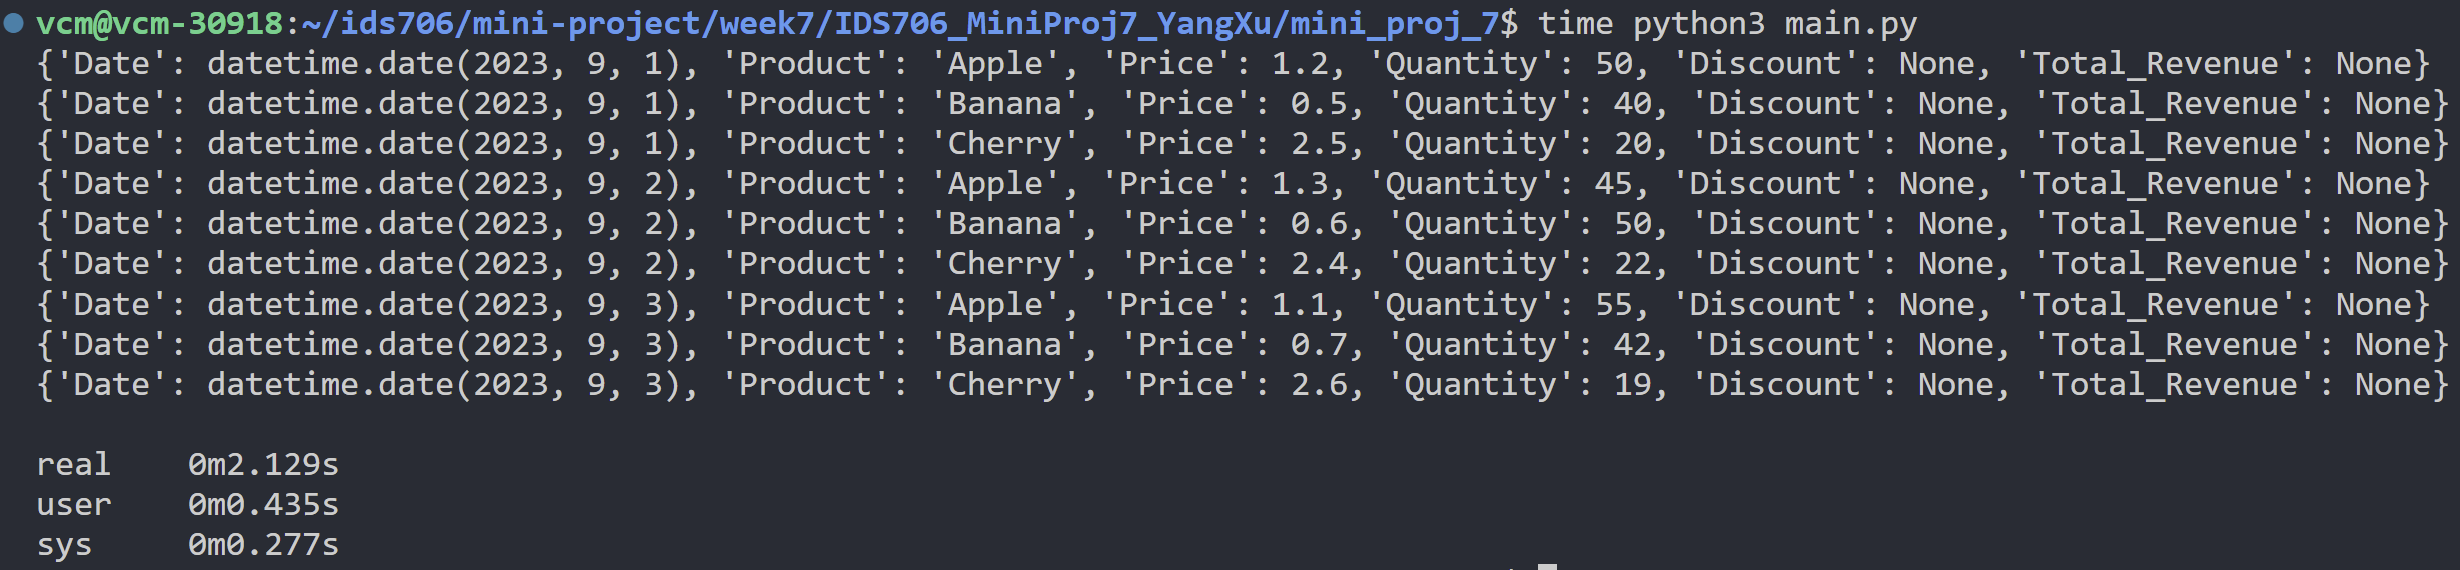 vcm@vcm-30918:~/ids706/mini-project/week7/IDS706_MiniProj7_YangXu/mini_proj_7$ time python3 main.py
{'Date': datetime.date(2023, 9, 1), 'Product': 'Apple', 'Price': 1.2, 'Quantity': 50, 'Discount': None, 'Total_Revenue': None}
{'Date': datetime.date(2023, 9, 1), 'Product': 'Banana', 'Price': 0.5, 'Quantity': 40, 'Discount': None, 'Total_Revenue': None}
{'Date': datetime.date(2023, 9, 1), 'Product': 'Cherry', 'Price': 2.5, 'Quantity': 20, 'Discount': None, 'Total_Revenue': None}
{'Date': datetime.date(2023, 9, 2), 'Product': 'Apple', 'Price': 1.3, 'Quantity': 45, 'Discount': None, 'Total_Revenue': None}
{'Date': datetime.date(2023, 9, 2), 'Product': 'Banana', 'Price': 0.6, 'Quantity': 50, 'Discount': None, 'Total_Revenue': None}
{'Date': datetime.date(2023, 9, 2), 'Product': 'Cherry', 'Price': 2.4, 'Quantity': 22, 'Discount': None, 'Total_Revenue': None}
{'Date': datetime.date(2023, 9, 3), 'Product': 'Apple', 'Price': 1.1, 'Quantity': 55, 'Discount': None, 'Total_Revenue': None}
{'Date': datetime.date(2023, 9, 3), 'Product': 'Banana', 'Price': 0.7, 'Quantity': 42, 'Discount': None, 'Total_Revenue': None}
{'Date': datetime.date(2023, 9, 3), 'Product': 'Cherry', 'Price': 2.6, 'Quantity': 19, 'Discount': None, 'Total_Revenue': None}
real 0m2.129s
user 0m0.435s
sys 0m0.277s